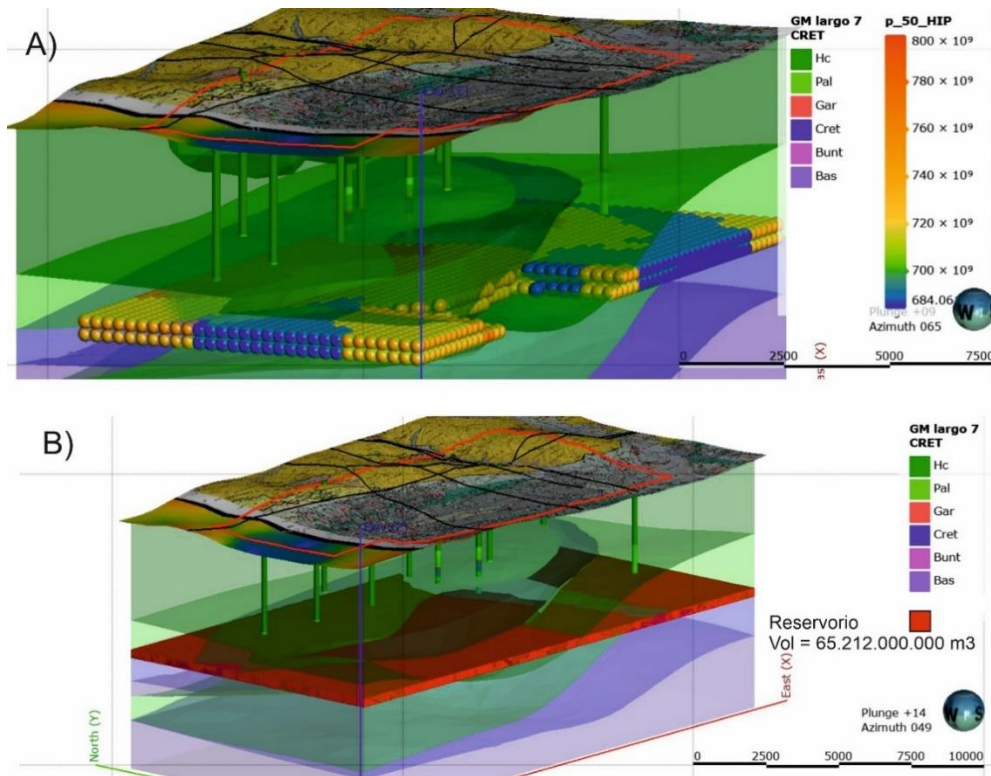 A)
GM largo 7
CRET
Hc
Pal
Gar
Cret
Bunt
Bas
p_50_HIP
800 × 10⁹
780 × 10⁹
760 × 10⁹
740 × 10⁹
720 × 10⁹
700 × 10⁹
684.06
Plunge +09
Azimuth 065
0 2500 5000 7500
B)
GM largo 7
CRET
Hc
Pal
Gar
Cret
Bunt
Bas
Reservorio
Vol = 65.212.000.000 m3
North (Y)
East (X)
Plunge +14
Azimuth 049
0 2500 5000 7500 10000